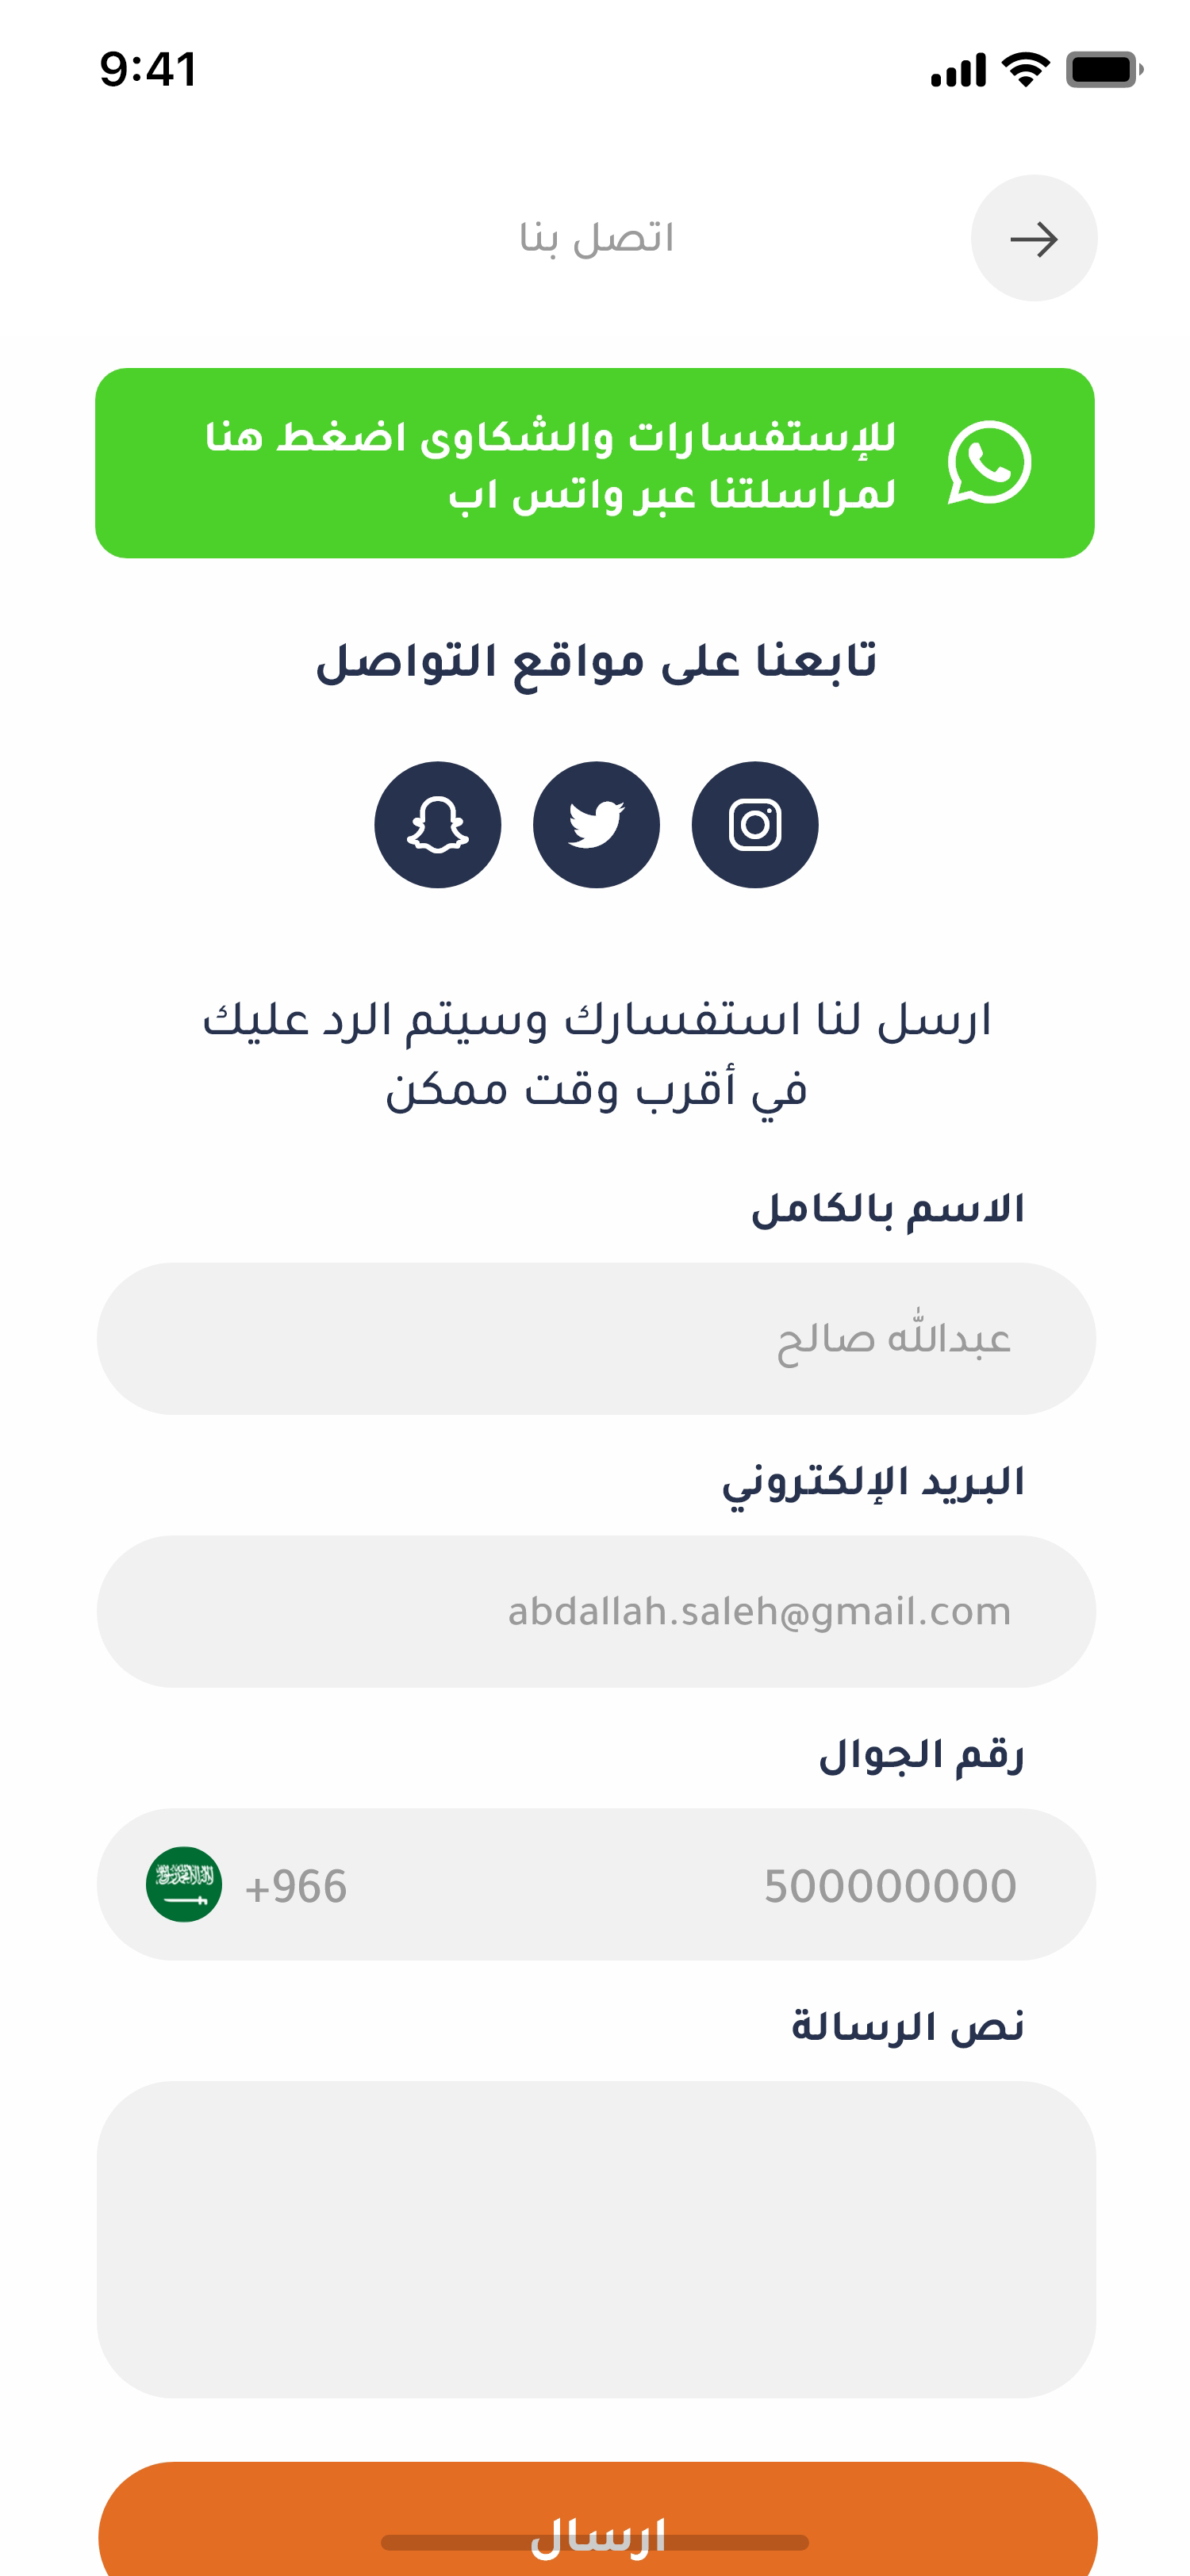 9:41
اتصل بنا
للإستفسارات والشكاوى اضغط هنا
لمراسلتنا عبر واتس اب
تابعنا على مواقع التواصل
ارسل لنا استفسارك وسيتم الرد عليك
في أقرب وقت ممكن
الاسم بالكامل
عبدالله صالح
البريد الإلكتروني
abdallah.saleh@gmail.com
رقم الجوال
+966 500000000
نص الرسالة
ارسال